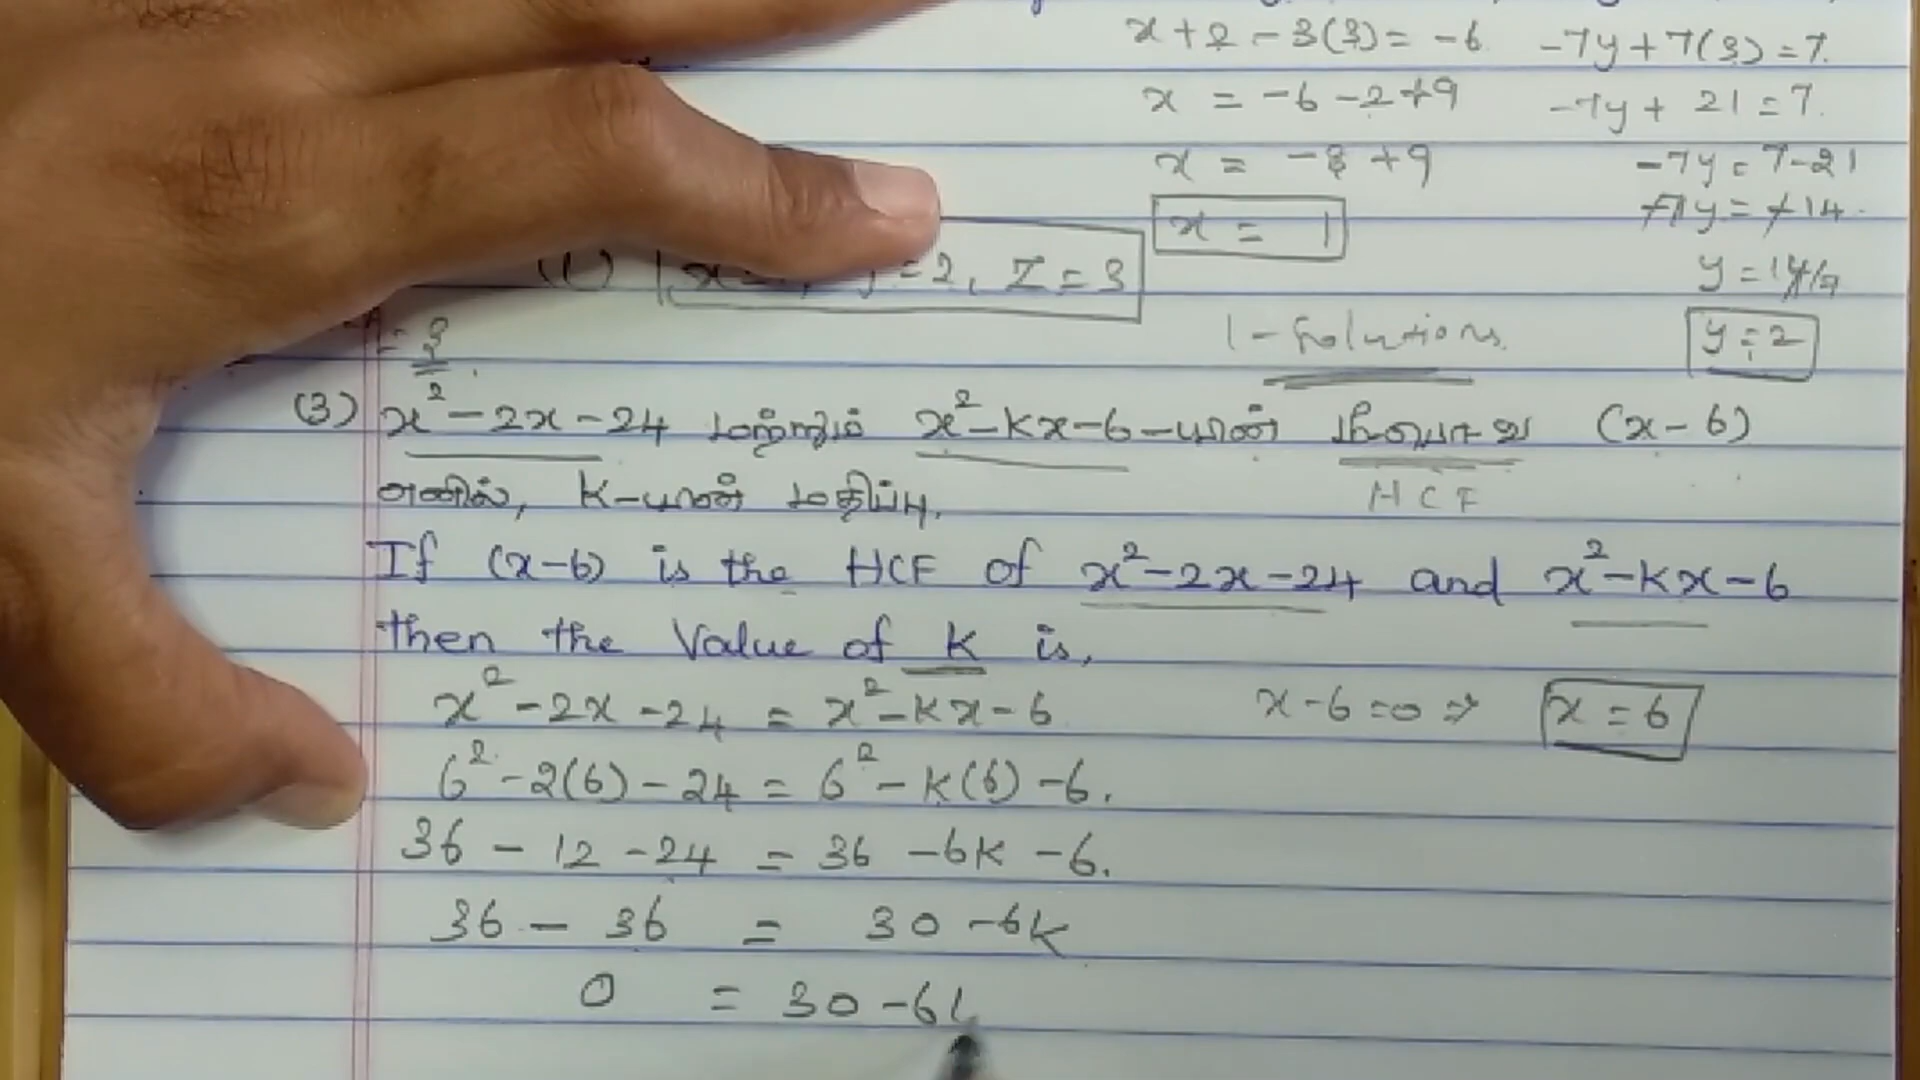 x + 2 - 3(3) = -6
x = -6 - 2 + 9
x = -8 + 9
x = 1
-7y + 7(3) = 7.
-7y + 21 = 7.
-7y = 7 - 21
-7y = -14.
y = 14/7
y = 2
=2, Z = 3
1 - Solutions
(3) x² - 2x - 24 மற்றும் x² - kx - 6 - யின் மீ.பொ.வ (x - 6)
HCF
எனில், k - யின் மதிப்பு.
If (x-6) is the HCF of x² - 2x - 24 and x² - kx - 6
then the Value of k is,
x² - 2x - 24 = x² - kx - 6
x - 6 = 0 ⇒ x = 6
6² - 2(6) - 24 = 6² - k(6) - 6.
36 - 12 - 24 = 36 - 6k - 6.
36 - 36 = 30 - 6k
0 = 30 - 6